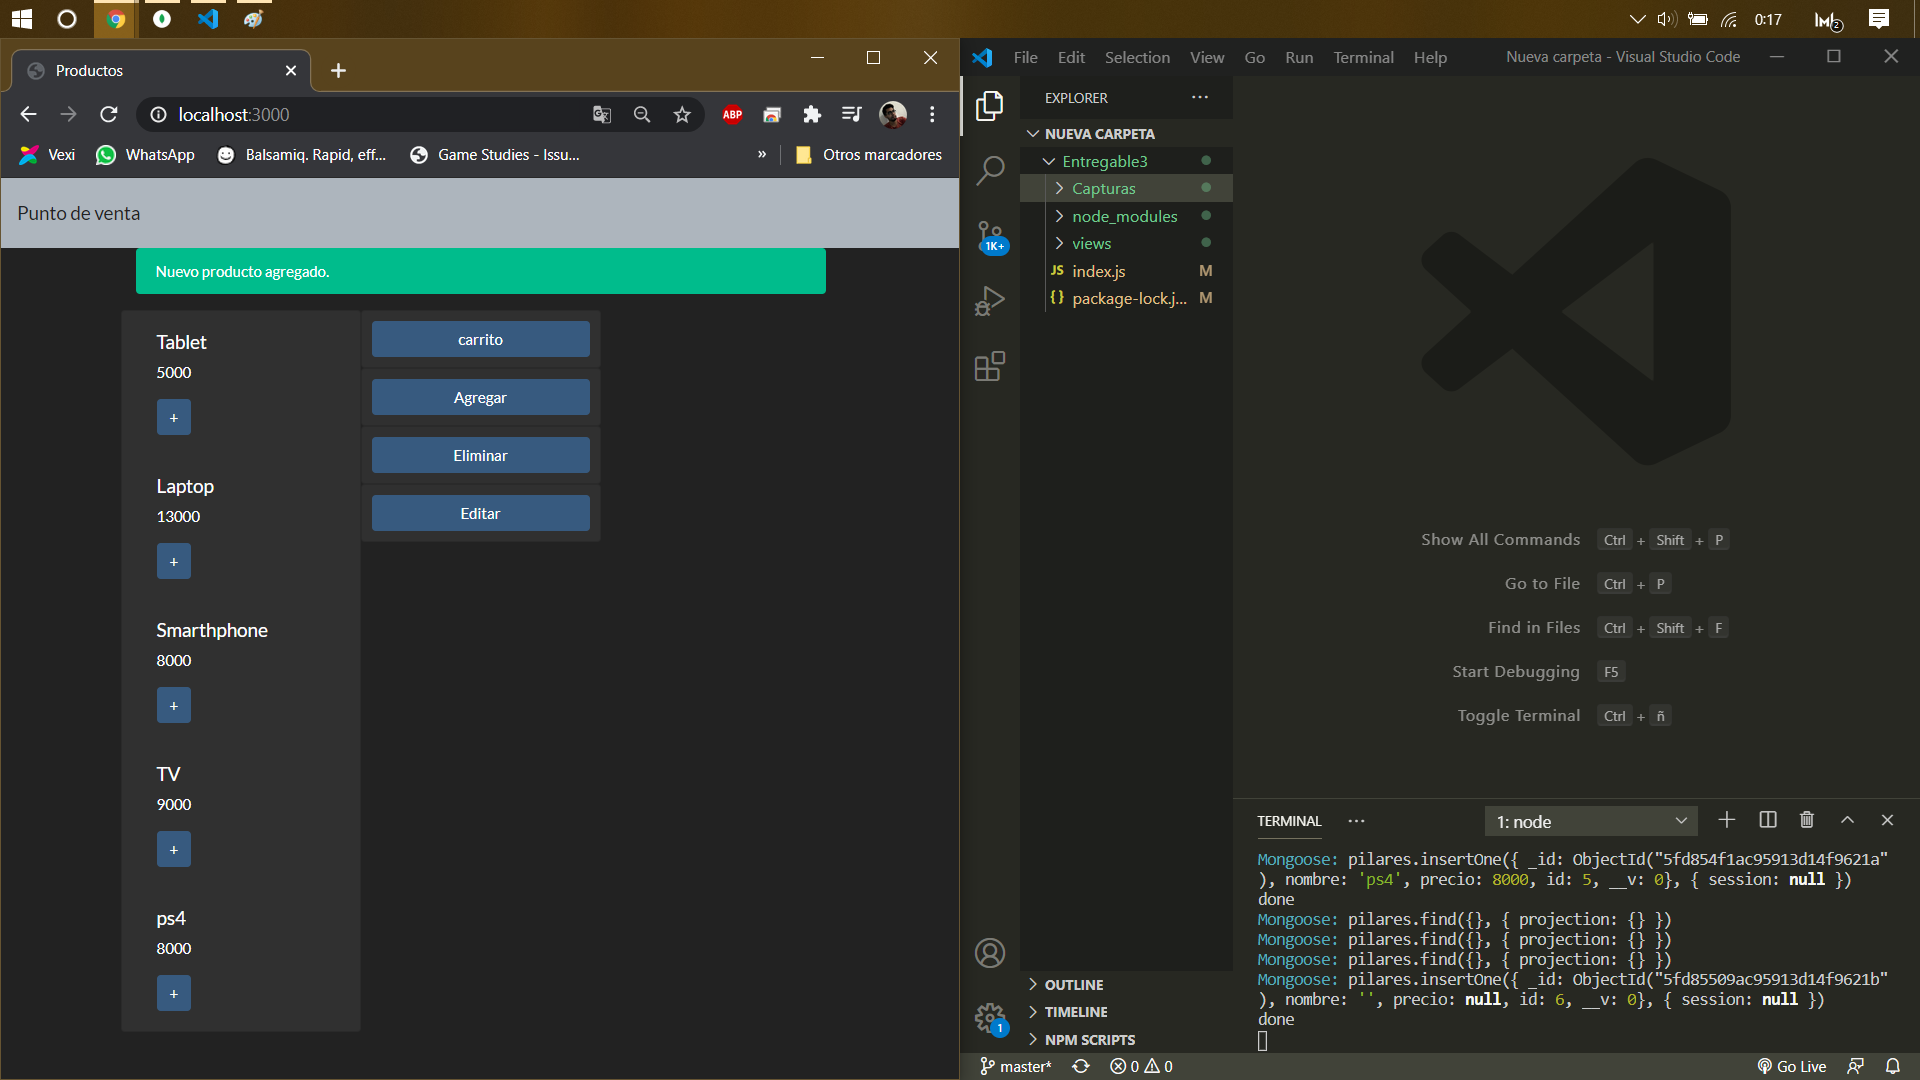 0:17
2
Productos
localhost:3000
ABP
Vexi
WhatsApp
Balsamiq. Rapid, eff...
Game Studies - Issu...
»
Otros marcadores
Punto de venta
Nuevo producto agregado.
Tablet
5000
+
Laptop
13000
+
Smarthphone
8000
+
TV
9000
+
ps4
8000
+
carrito
Agregar
Eliminar
Editar
File Edit Selection View Go Run Terminal Help
Nueva carpeta - Visual Studio Code
EXPLORER
NUEVA CARPETA
Entregable3
Capturas
node_modules
views
JS index.js M
{} package-lock.j... M
1K+
OUTLINE
TIMELINE
NPM SCRIPTS
1
Show All Commands Ctrl + Shift + P
Go to File Ctrl + P
Find in Files Ctrl + Shift + F
Start Debugging F5
Toggle Terminal Ctrl + ñ
TERMINAL ... 1: node
Mongoose: pilares.insertOne({ _id: ObjectId("5fd854f1ac95913d14f9621a"
), nombre: 'ps4', precio: 8000, id: 5, __v: 0}, { session: null })
done
Mongoose: pilares.find({}, { projection: {} })
Mongoose: pilares.find({}, { projection: {} })
Mongoose: pilares.find({}, { projection: {} })
Mongoose: pilares.insertOne({ _id: ObjectId("5fd85509ac95913d14f9621b"
), nombre: '', precio: null, id: 6, __v: 0}, { session: null })
done
master* 0 0 Go Live